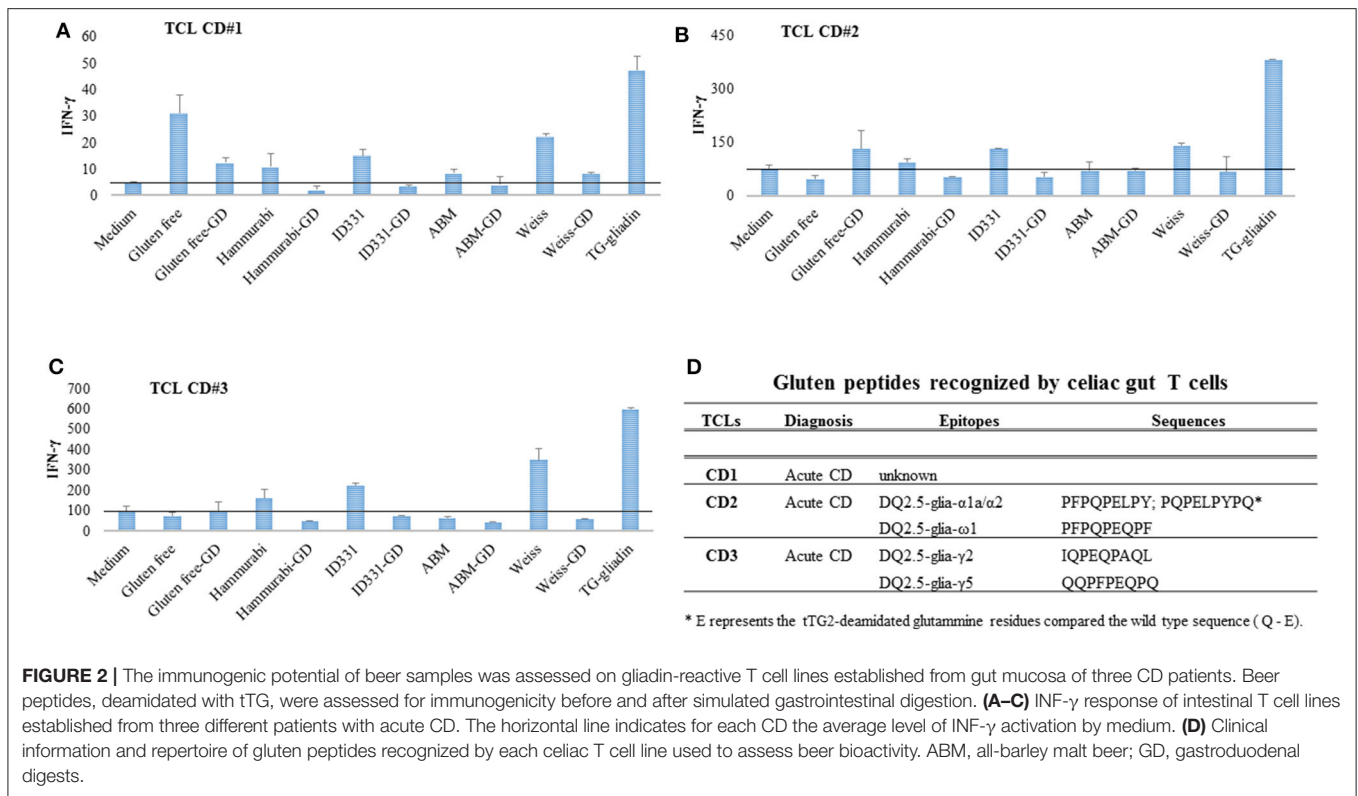 A
TCL CD#1
60
50
40
30
20
10
0
IFN-γ
Medium
Gluten free
Gluten free-GD
Hammurabi
Hammurabi-GD
ID331
ID331-GD
ABM
ABM-GD
Weiss
Weiss-GD
TG-gliadin
B
TCL CD#2
450
300
150
0
IFN-γ
Medium
Gluten free
Gluten free-GD
Hammurabi
Hammurabi-GD
ID331
ID331-GD
ABM
ABM-GD
Weiss
Weiss-GD
TG-gliadin
C
TCL CD#3
700
600
500
400
300
200
100
0
IFN-γ
Medium
Gluten free
Gluten free-GD
Hammurabi
Hammurabi-GD
ID331
ID331-GD
ABM
ABM-GD
Weiss
Weiss-GD
TG-gliadin
D
Gluten peptides recognized by celiac gut T cells
TCLs Diagnosis Epitopes Sequences
CD1 Acute CD unknown
CD2 Acute CD DQ2.5-glia-α1a/α2 PFPQPELPY; PQPELPYPQ*
DQ2.5-glia-ω1 PFPQPEQPF
CD3 Acute CD DQ2.5-glia-γ2 IQPEQPAQL
DQ2.5-glia-γ5 QQPFPEQPQ
* E represents the tTG2-deamidated glutammine residues compared the wild type sequence ( Q - E).
FIGURE 2 | The immunogenic potential of beer samples was assessed on gliadin-reactive T cell lines established from gut mucosa of three CD patients. Beer
peptides, deamidated with tTG, were assessed for immunogenicity before and after simulated gastrointestinal digestion. (A–C) INF-γ response of intestinal T cell lines
established from three different patients with acute CD. The horizontal line indicates for each CD the average level of INF-γ activation by medium. (D) Clinical
information and repertoire of gluten peptides recognized by each celiac T cell line used to assess beer bioactivity. ABM, all-barley malt beer; GD, gastroduodenal
digests.